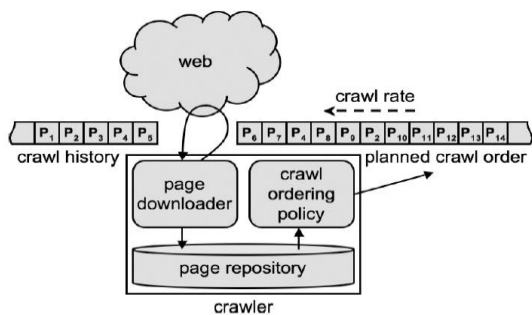 web
crawl rate
P1 P2 P3 P4 P5
P6 P7 P4 P8 P9 P2 P10 P11 P12 P13 P14
crawl history
planned crawl order
page
downloader
crawl
ordering
policy
page repository
crawler